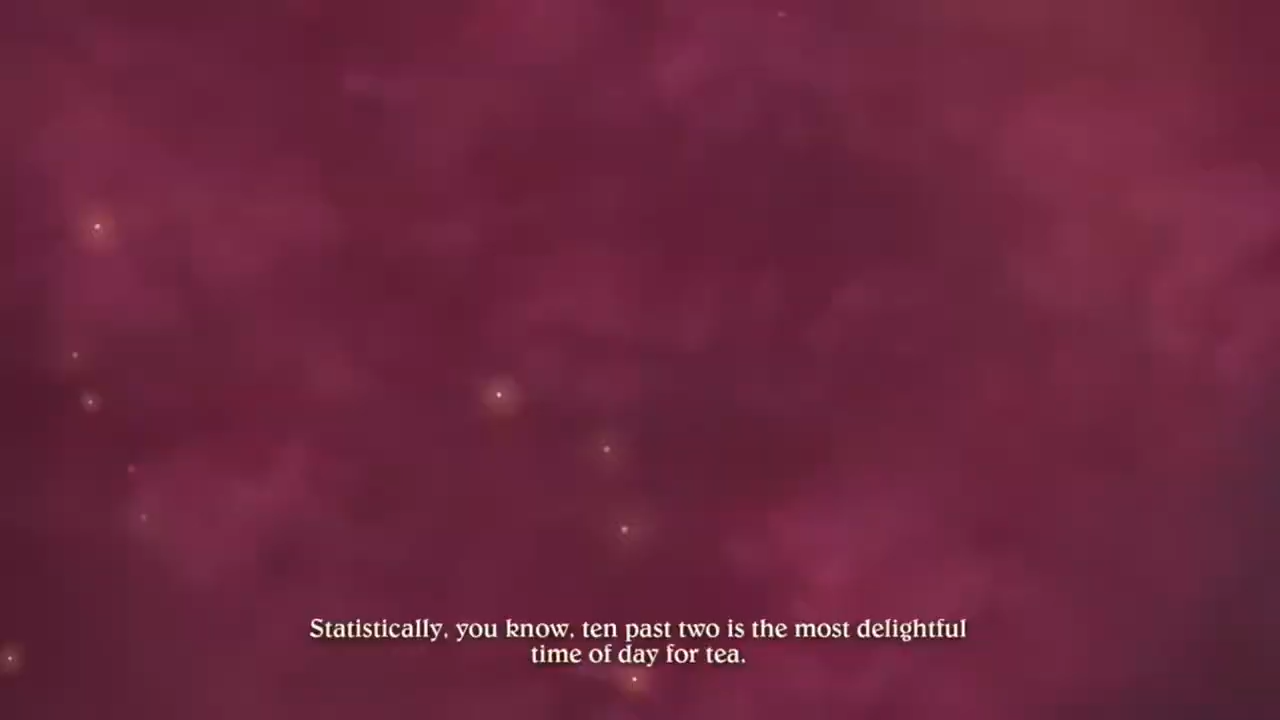 Statistically, you know, ten past two is the most delightful
time of day for tea.